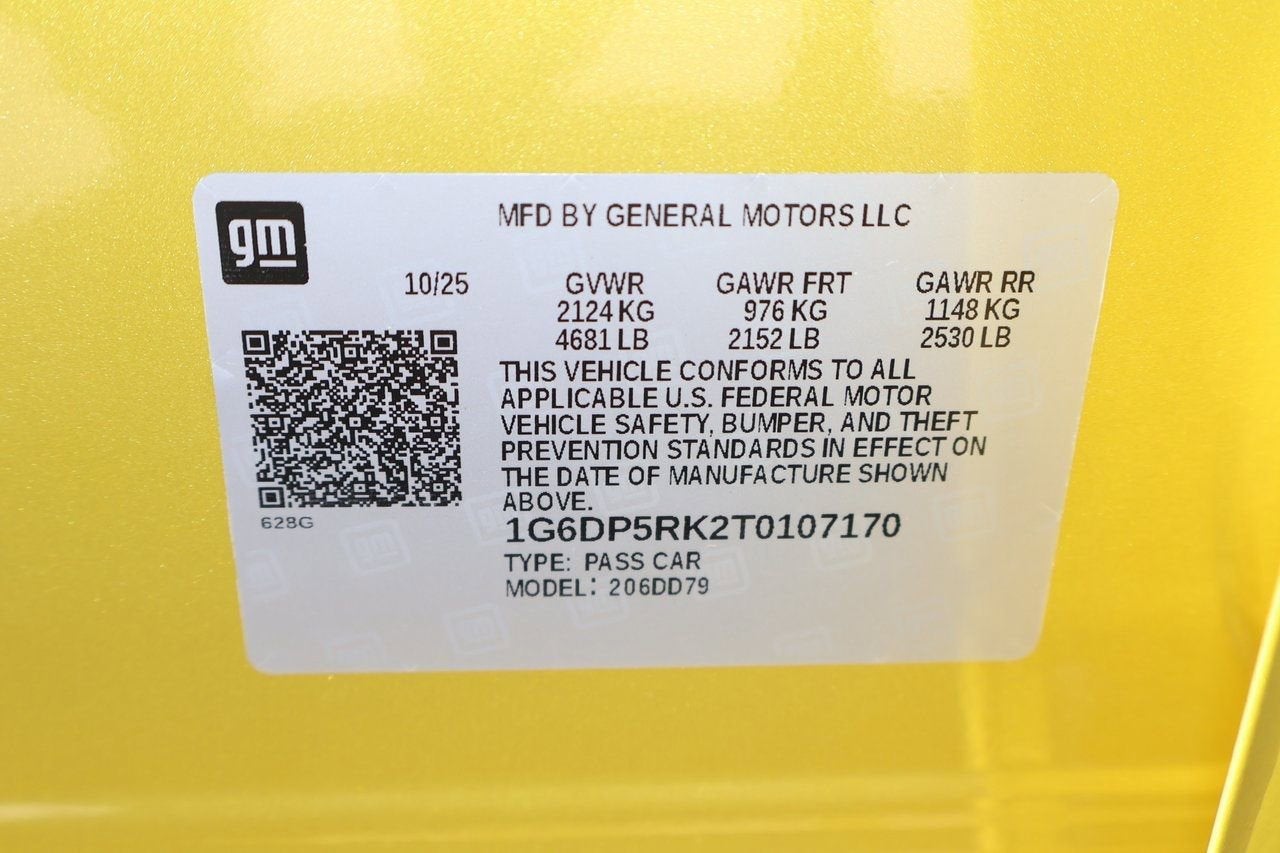 gm
MFD BY GENERAL MOTORS LLC
10/25 GVWR GAWR FRT GAWR RR
2124 KG 976 KG 1148 KG
4681 LB 2152 LB 2530 LB
THIS VEHICLE CONFORMS TO ALL
APPLICABLE U.S. FEDERAL MOTOR
VEHICLE SAFETY, BUMPER, AND THEFT
PREVENTION STANDARDS IN EFFECT ON
THE DATE OF MANUFACTURE SHOWN
ABOVE.
628G
1G6DP5RK2T0107170
TYPE: PASS CAR
MODEL: 206DD79